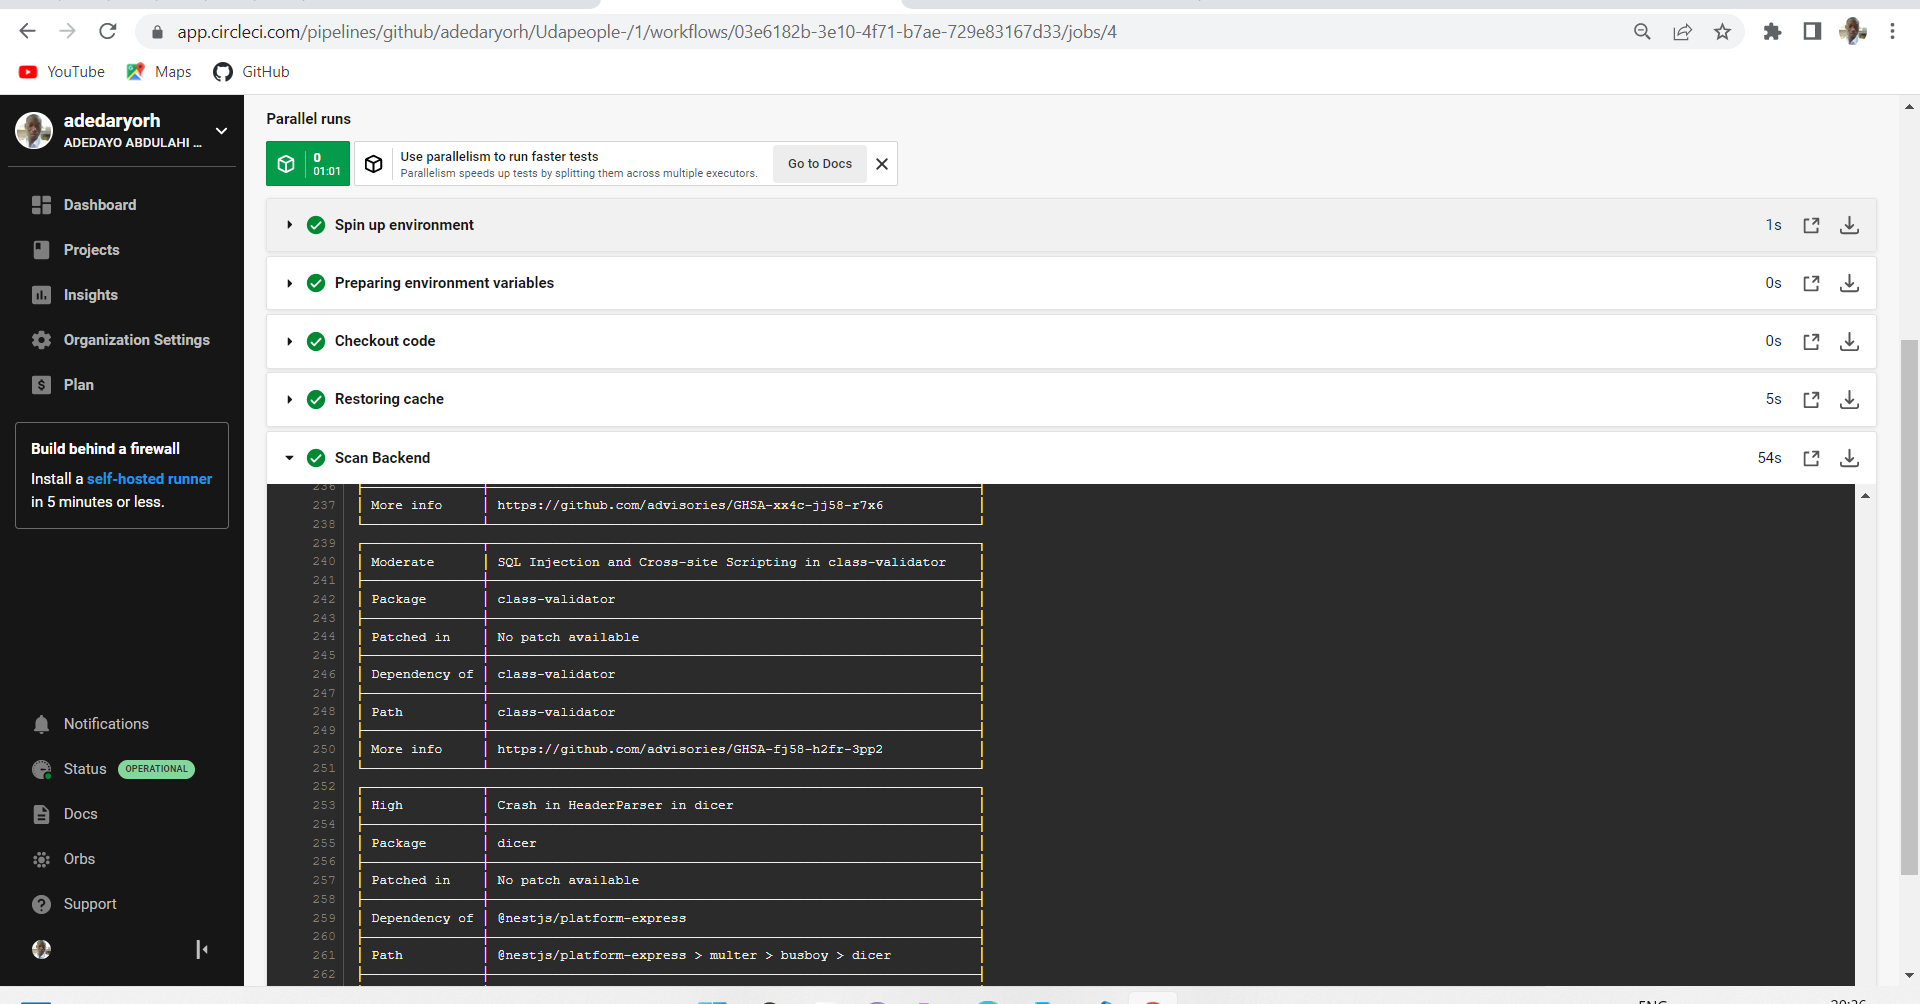 app.circleci.com/pipelines/github/adedaryorh/Udapeople-/1/workflows/03e6182b-3e10-4f71-b7ae-729e83167d33/jobs/4
YouTube Maps GitHub
adedaryorh
ADEDAYO ABDULAHI ...
Dashboard
Projects
Insights
Organization Settings
Plan
Build behind a firewall
Install a self-hosted runner
in 5 minutes or less.
Notifications
Status OPERATIONAL
Docs
Orbs
Support
Parallel runs
0
01:01
Use parallelism to run faster tests
Parallelism speeds up tests by splitting them across multiple executors.
Go to Docs
Spin up environment 1s
Preparing environment variables 0s
Checkout code 0s
Restoring cache 5s
Scan Backend 54s
236
237 More info https://github.com/advisories/GHSA-xx4c-jj58-r7x6
238
239
240 Moderate SQL Injection and Cross-site Scripting in class-validator
241
242 Package class-validator
243
244 Patched in No patch available
245
246 Dependency of class-validator
247
248 Path class-validator
249
250 More info https://github.com/advisories/GHSA-fj58-h2fr-3pp2
251
252
253 High Crash in HeaderParser in dicer
254
255 Package dicer
256
257 Patched in No patch available
258
259 Dependency of @nestjs/platform-express
260
261 Path @nestjs/platform-express > multer > busboy > dicer
262